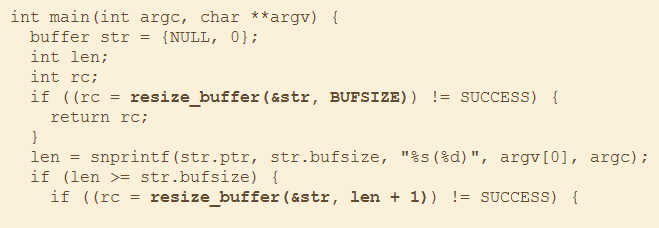 int main(int argc, char **argv) {
buffer str = {NULL, 0};
int len;
int rc;
if ((rc = resize_buffer(&str, BUFSIZE)) != SUCCESS) {
return rc;
}
len = snprintf(str.ptr, str.bufsize, "%s(%d)", argv[0], argc);
if (len >= str.bufsize) {
if ((rc = resize_buffer(&str, len + 1)) != SUCCESS) {